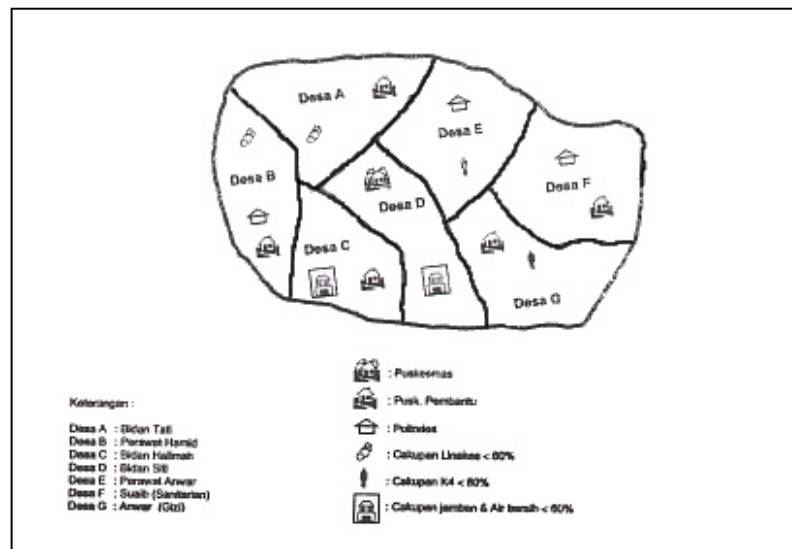 Desa A
Desa E
Desa B
Desa F
Desa D
Desa C
Desa G
Keterangan :
Desa A : Bidan Tati
Desa B : Perawat Hamid
Desa C : Bidan Halimah
Desa D : Bidan Siti
Desa E : Perawat Anwar
Desa F : Suaib (Sanitarian)
Desa G : Anwar (Gizi)
: Puskesmas
: Pusk. Pembantu
: Polindes
: Cakupan Linakes < 60%
: Cakupan K4 < 60%
: Cakupan jamban & Air bersih < 60%